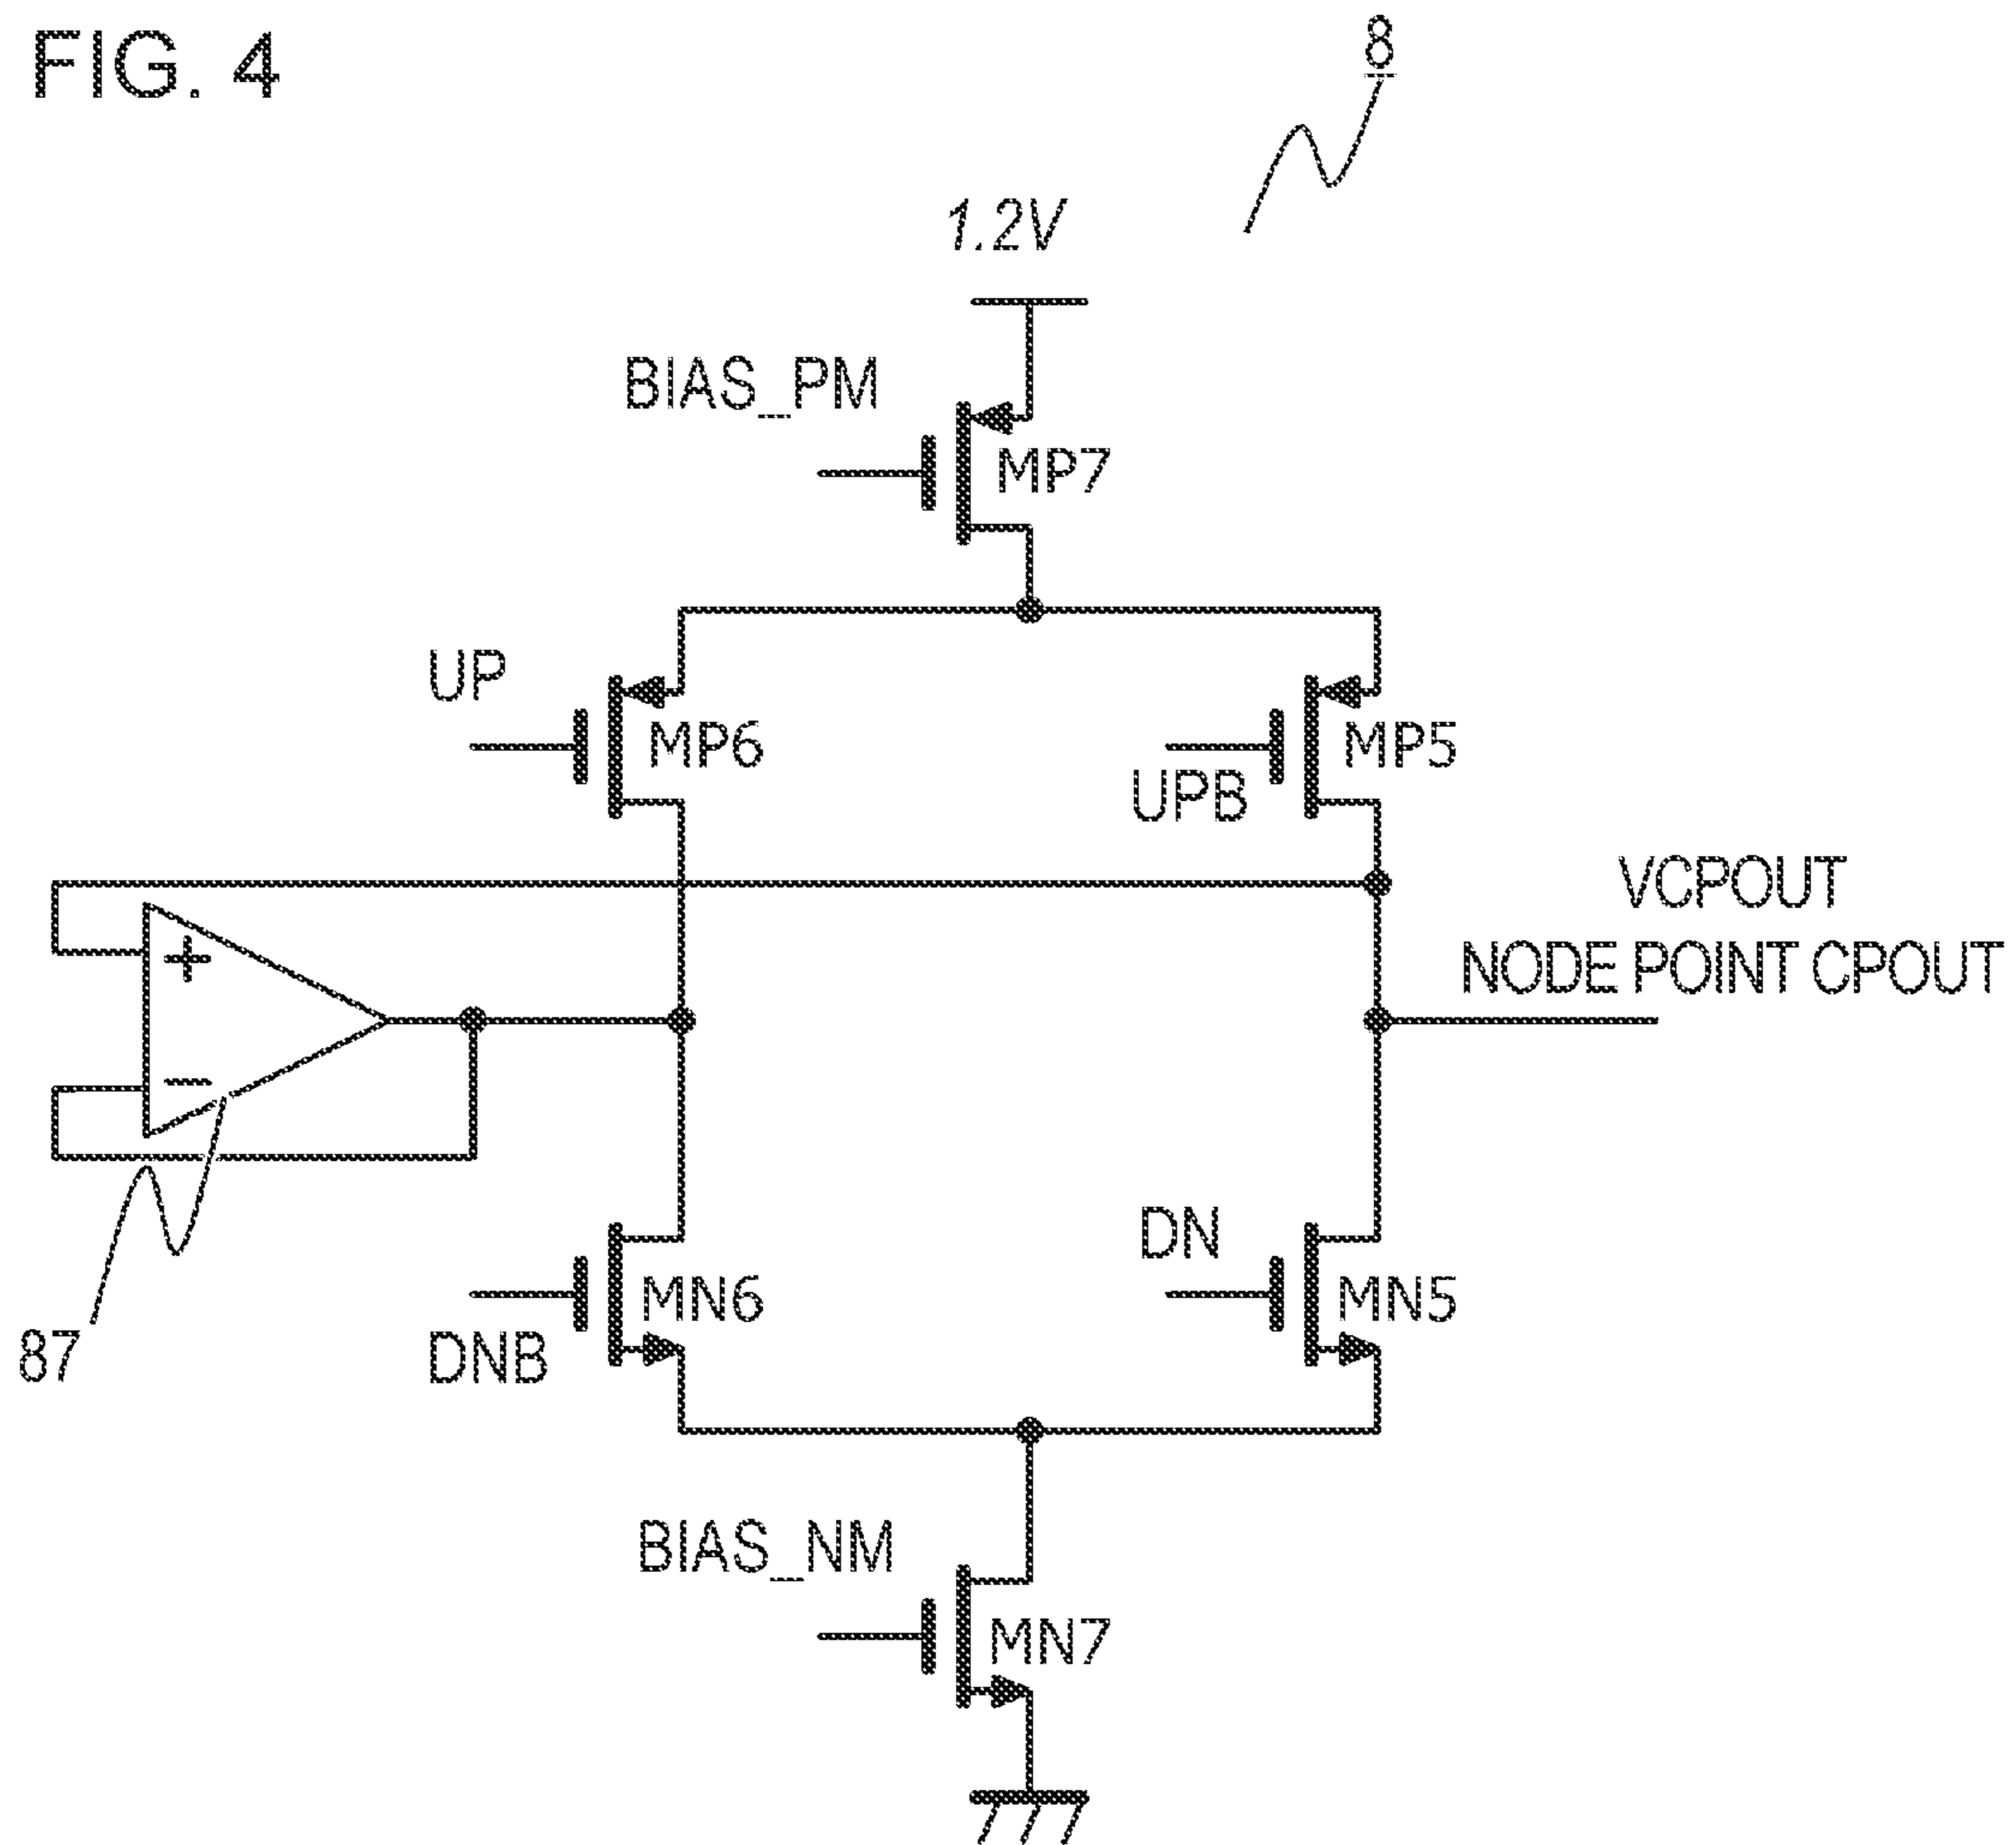 FIG. 4
8
1.2V
BIAS_PM
MP7
UP
MP6
MP5
UPB
VCPOUT
NODE POINT CPOUT
+
−
DN
MN6
MN5
DNB
87
BIAS_NM
MN7